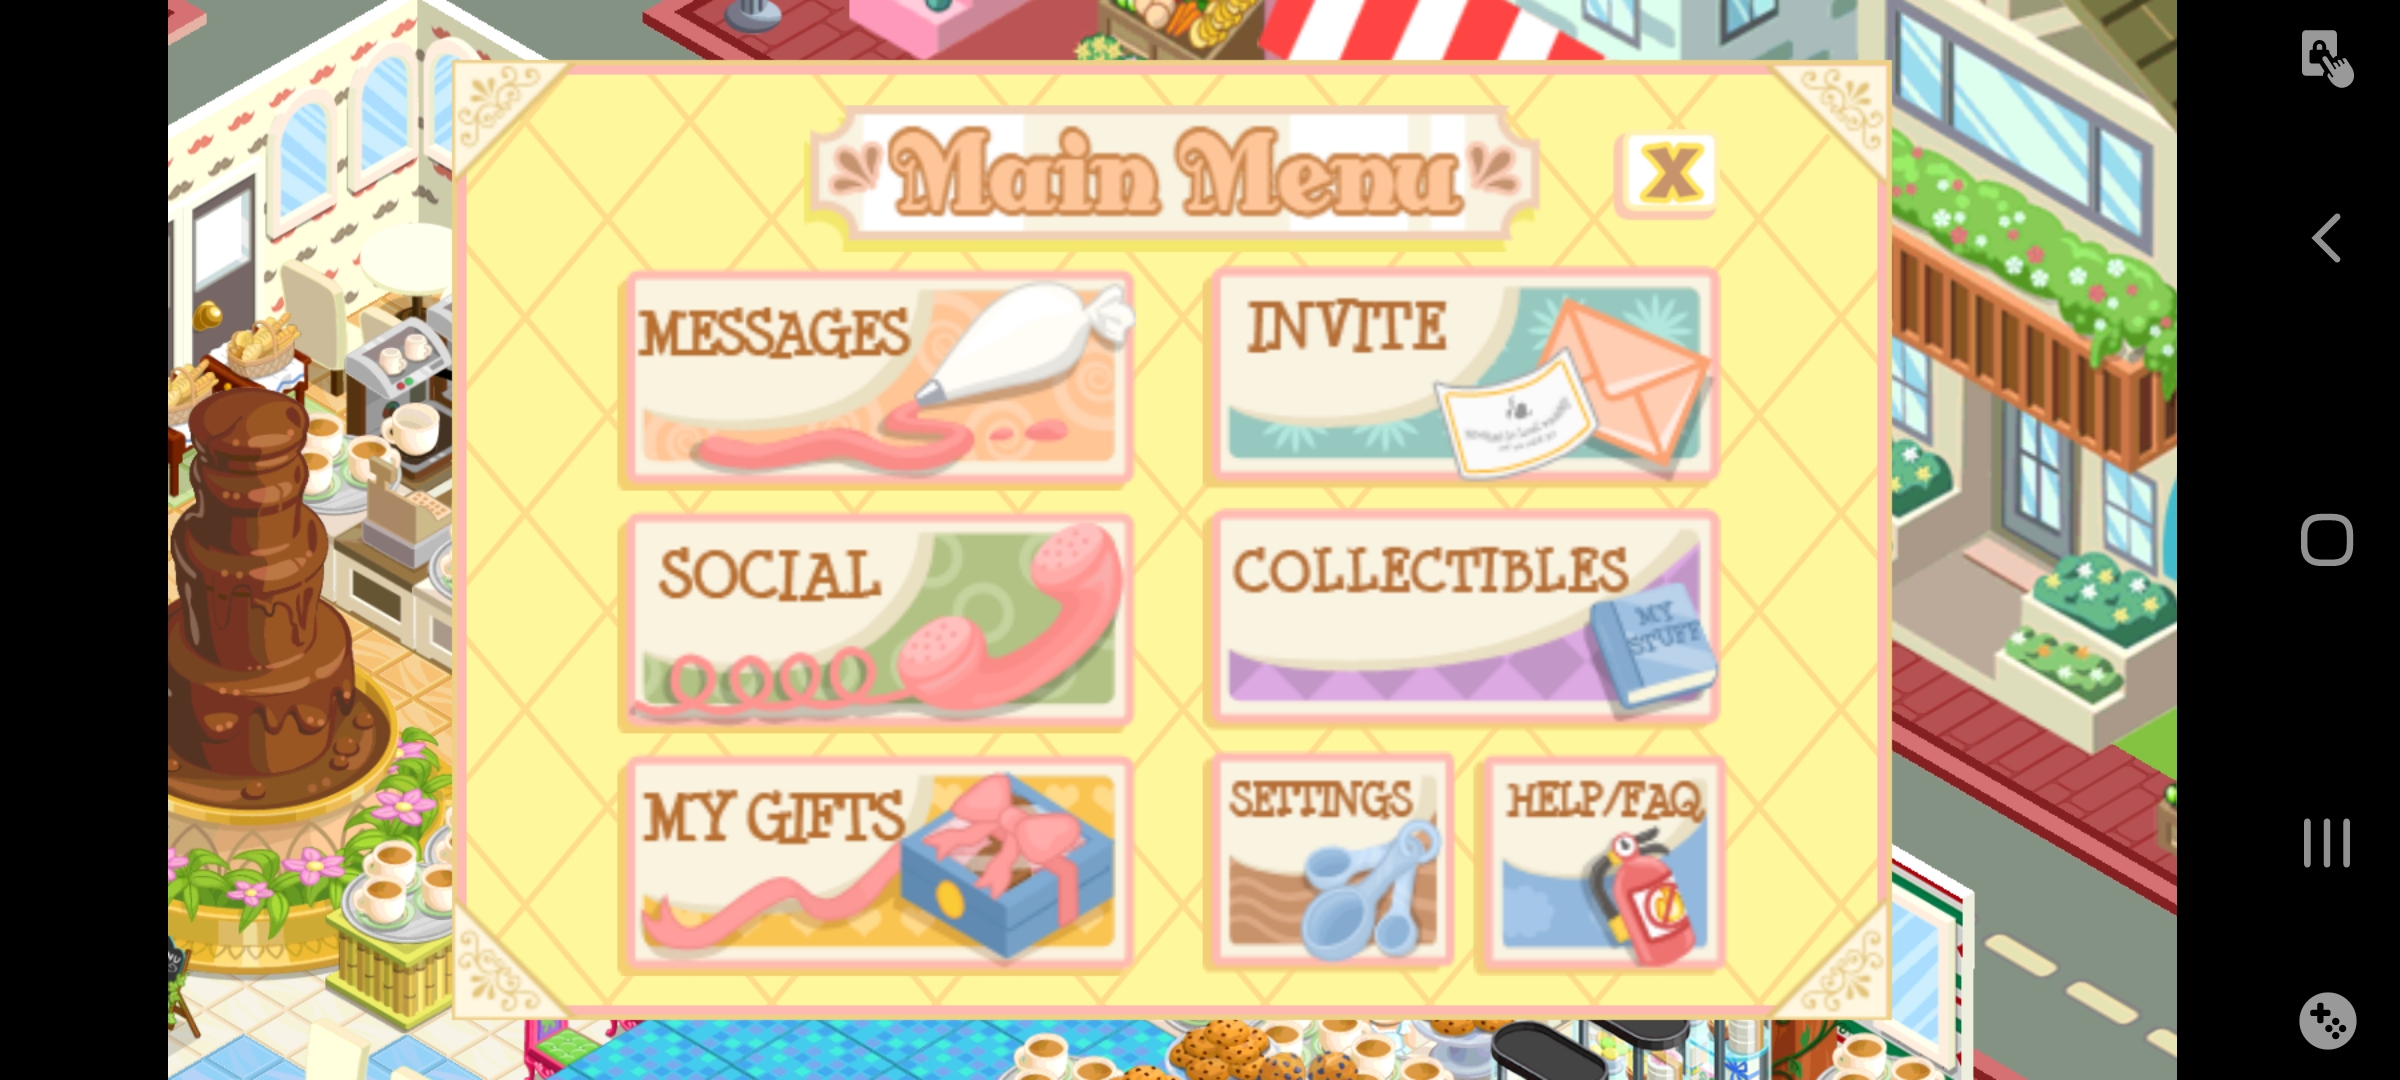 Main Menu
X
MESSAGES
INVITE
SOCIAL
COLLECTIBLES
MY
STUFF
MY GIFTS
SETTINGS
HELP/FAQ